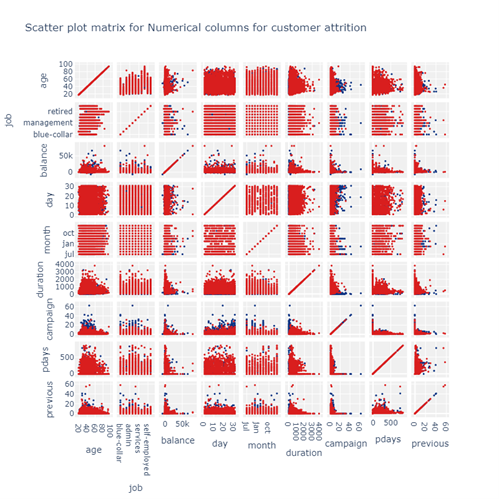 Scatter plot matrix for Numerical columns for customer attrition
age
100
80
60
40
20
job
retired
management
blue-collar
balance
50k
0
day
30
20
10
0
month
oct
jan
jul
duration
4000
3000
2000
1000
0
campaign
60
40
20
0
pdays
500
0
previous
60
40
20
0
20 40 60 80 100
blue-collar admin services self-employed
0 50k
0 10 20 30
jul jan oct
0 1000 2000 3000 4000
0 20 40 60
0 500
0 20 40 60
age
job
balance
day
month
duration
campaign
pdays
previous